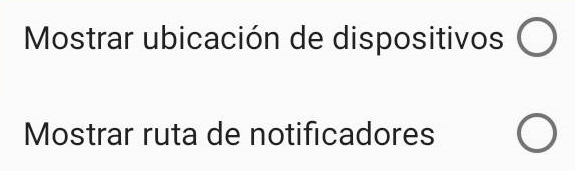 Mostrar ubicación de dispositivos
Mostrar ruta de notificadores